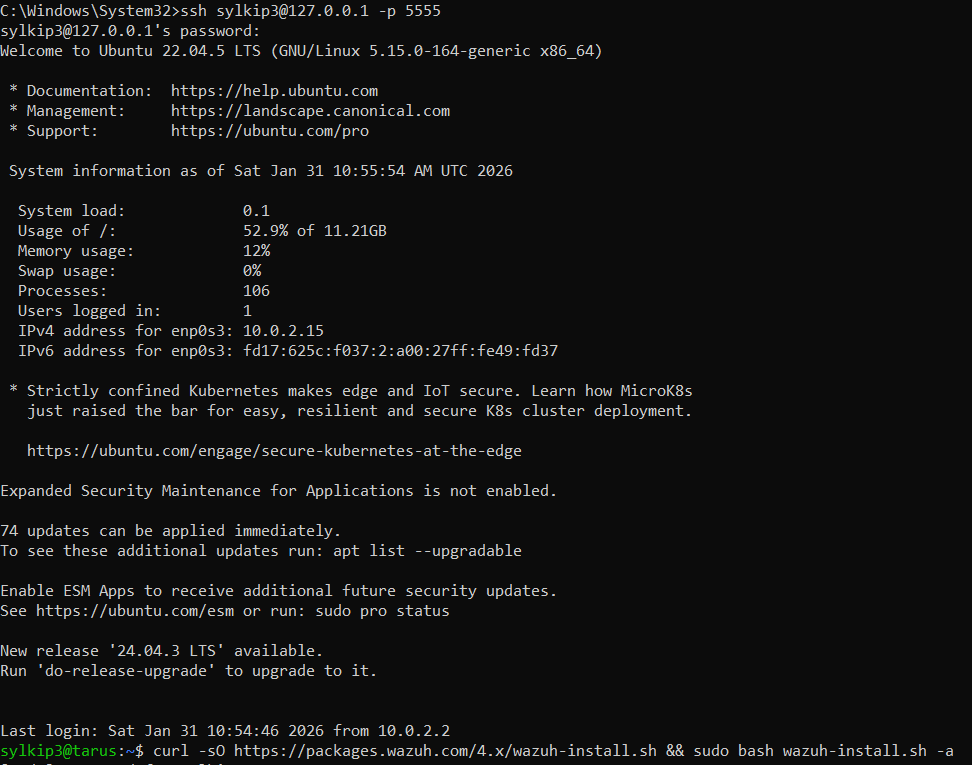 C:\Windows\System32>ssh sylkip3@127.0.0.1 -p 5555
sylkip3@127.0.0.1's password:
Welcome to Ubuntu 22.04.5 LTS (GNU/Linux 5.15.0-164-generic x86_64)
* Documentation: https://help.ubuntu.com
* Management: https://landscape.canonical.com
* Support: https://ubuntu.com/pro
System information as of Sat Jan 31 10:55:54 AM UTC 2026
System load: 0.1
Usage of /: 52.9% of 11.21GB
Memory usage: 12%
Swap usage: 0%
Processes: 106
Users logged in: 1
IPv4 address for enp0s3: 10.0.2.15
IPv6 address for enp0s3: fd17:625c:f037:2:a00:27ff:fe49:fd37
* Strictly confined Kubernetes makes edge and IoT secure. Learn how MicroK8s
just raised the bar for easy, resilient and secure K8s cluster deployment.
https://ubuntu.com/engage/secure-kubernetes-at-the-edge
Expanded Security Maintenance for Applications is not enabled.
74 updates can be applied immediately.
To see these additional updates run: apt list --upgradable
Enable ESM Apps to receive additional future security updates.
See https://ubuntu.com/esm or run: sudo pro status
New release '24.04.3 LTS' available.
Run 'do-release-upgrade' to upgrade to it.
Last login: Sat Jan 31 10:54:46 2026 from 10.0.2.2
sylkip3@tarus:~$ curl -sO https://packages.wazuh.com/4.x/wazuh-install.sh && sudo bash wazuh-install.sh -a